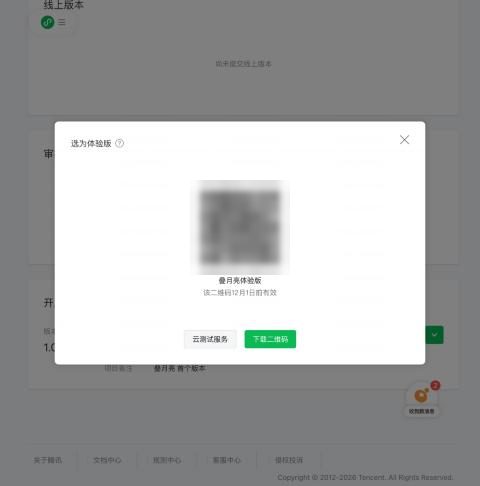 线上版本
尚未提交线上版本
选为体验版
叠月亮体验版
该二维码12月1日前有效
云测试服务
下载二维码
审
开
版本
1.0
项目备注 叠月亮 首个版本
2
收到新消息
关于腾讯 文档中心 规则中心 客服中心 侵权投诉
Copyright © 2012-2026 Tencent. All Rights Reserved.